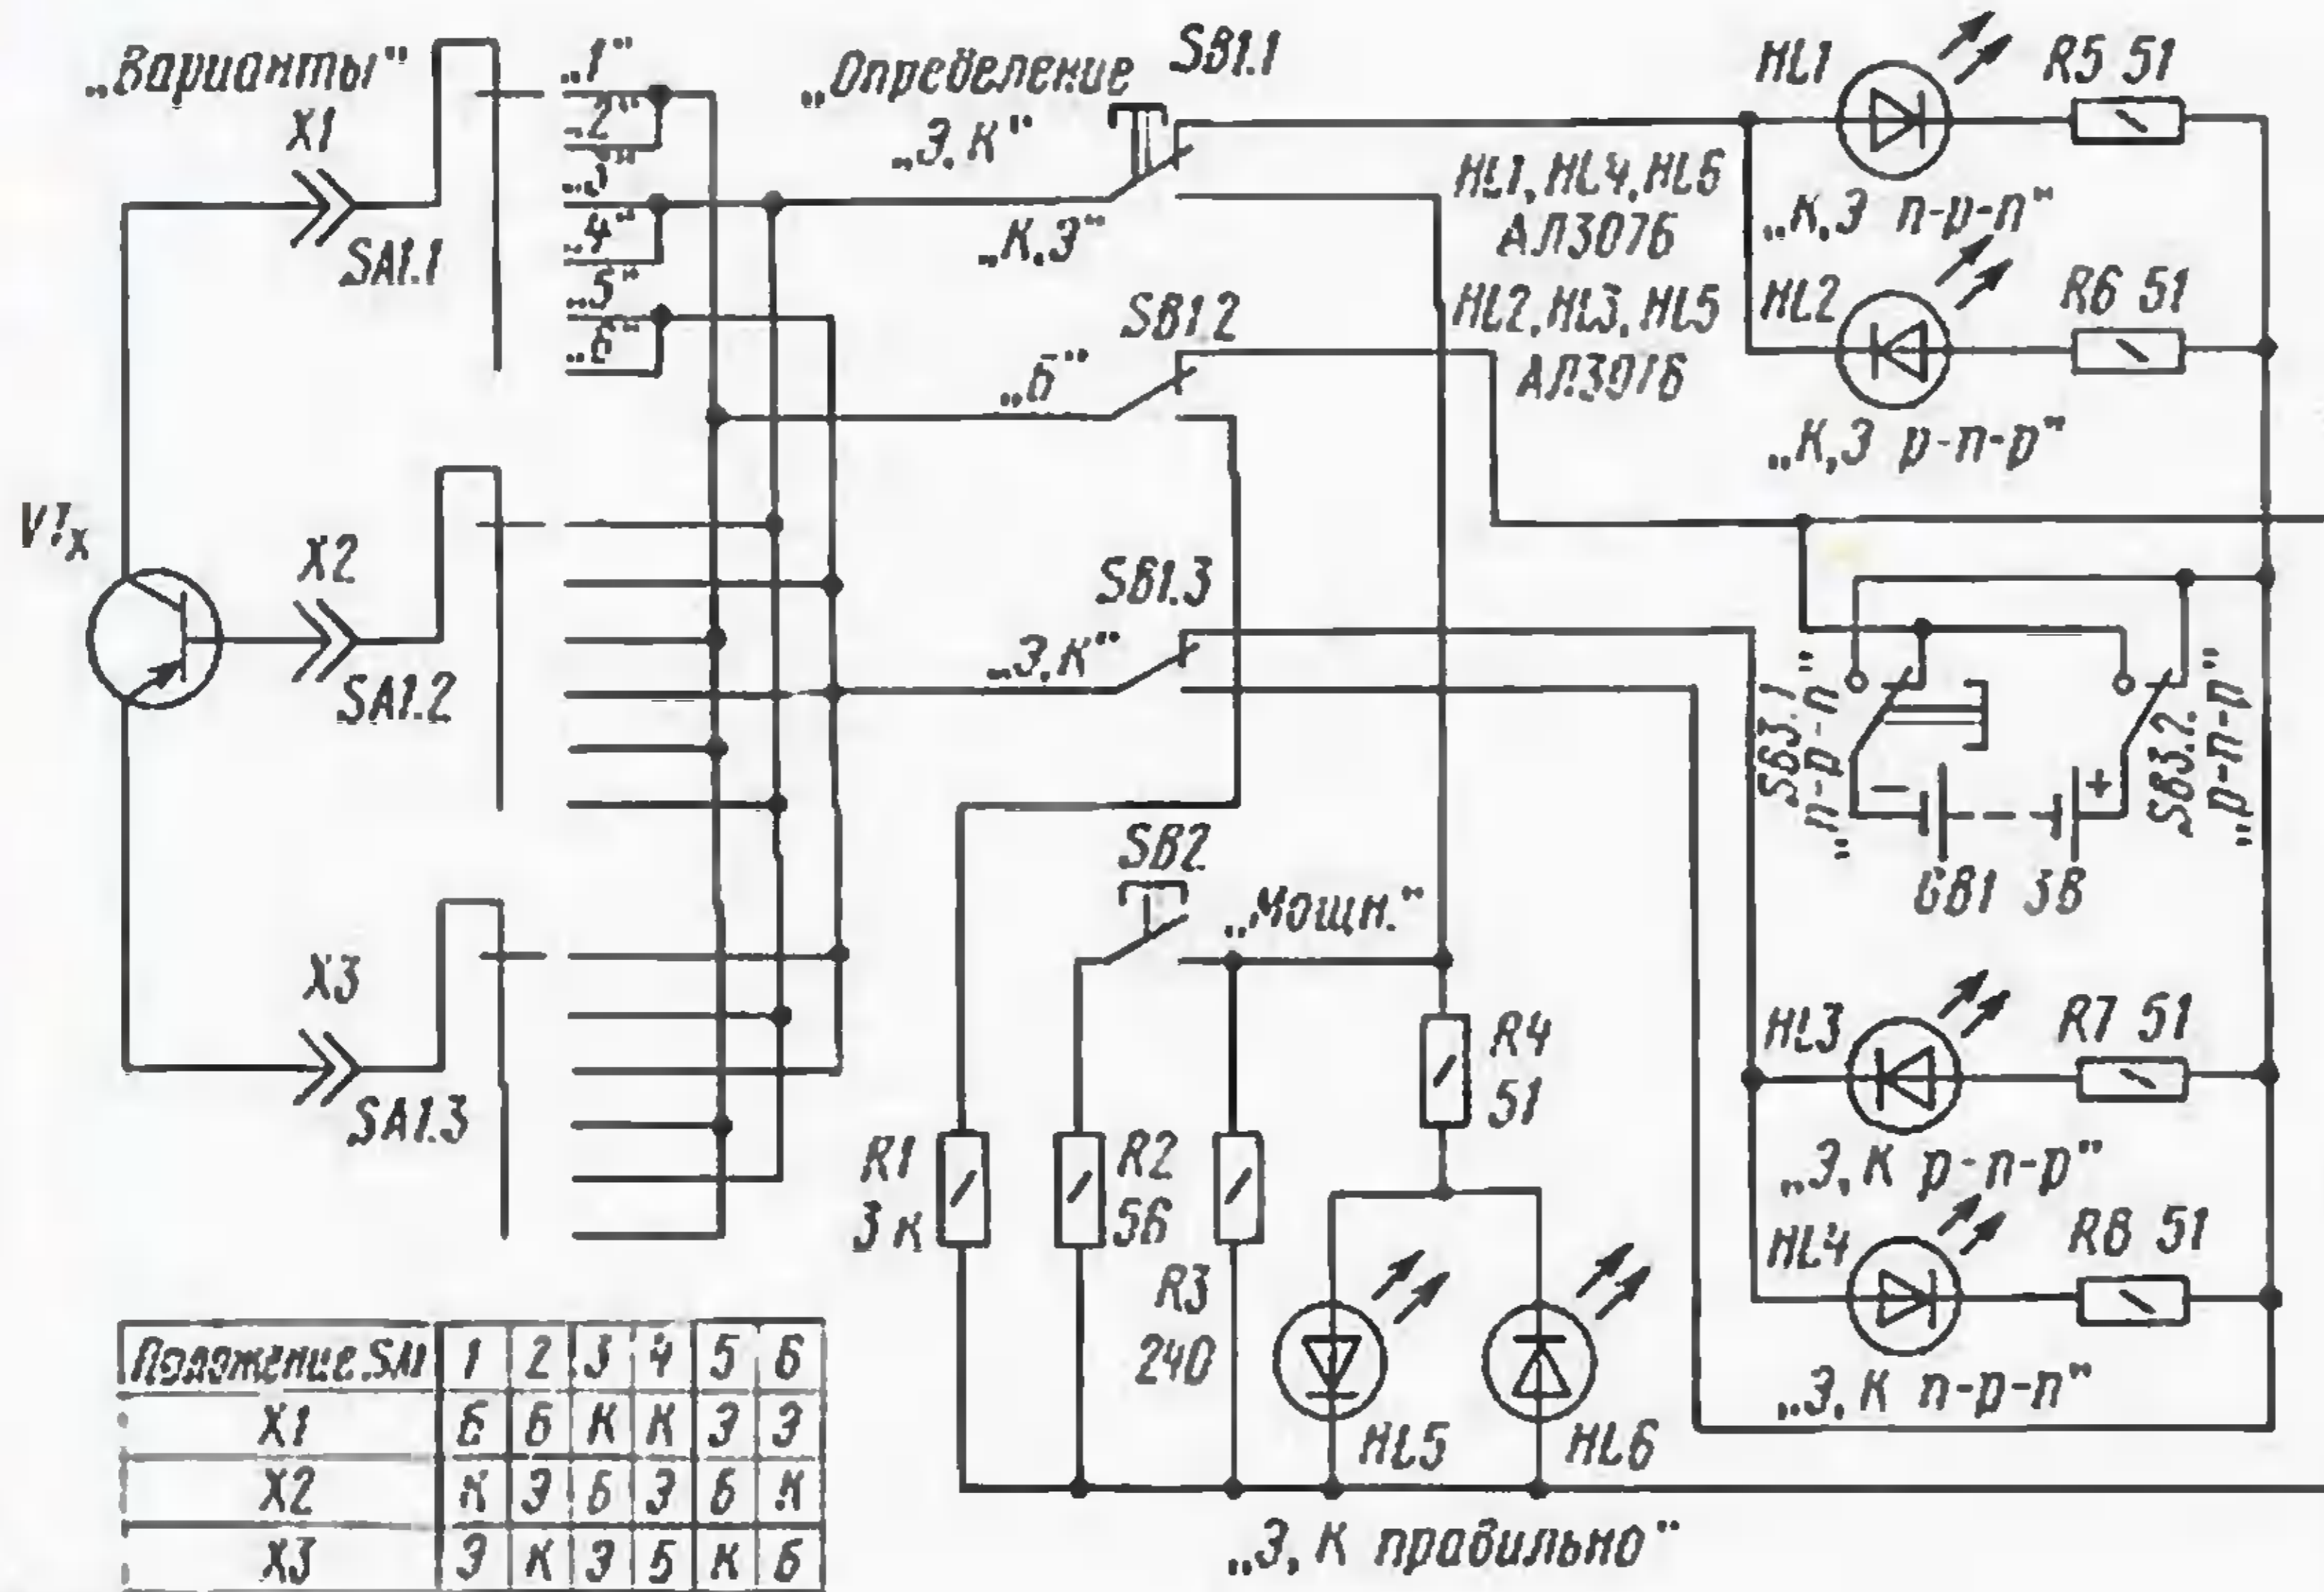 „Варианты“
X1
SA1.1
„1“
„2“
„3“
„4“
„5“
„6“
„Определение
„Э,К“
SB1.1
„К,Э“
SB1.2
„Б“
SB1.3
„Э,К“
HL1, HL4, HL6
АЛ307Б
HL2, HL3, HL5
АЛ307Б
HL1
R5 51
„К,Э n-p-n“
HL2
R6 51
„К,Э p-n-p“
VTx
X2
SA1.2
SB3.1
„n-p-n“
SB3.2.
„p-n-p“
−
+
GB1 3В
SB2
„Мощн.“
X3
SA1.3
R1
3 к
R2
56
R3
240
R4
51
HL3
R7 51
„Э,К p-n-p“
HL4
R8 51
„Э,К n-p-n“
HL5
HL6
„Э,К правильно“
Положение SA1 1 2 3 4 5 6
X1 Б Б К К Э Э
X2 К Э Б Э Б К
X3 Э К Э Б К Б